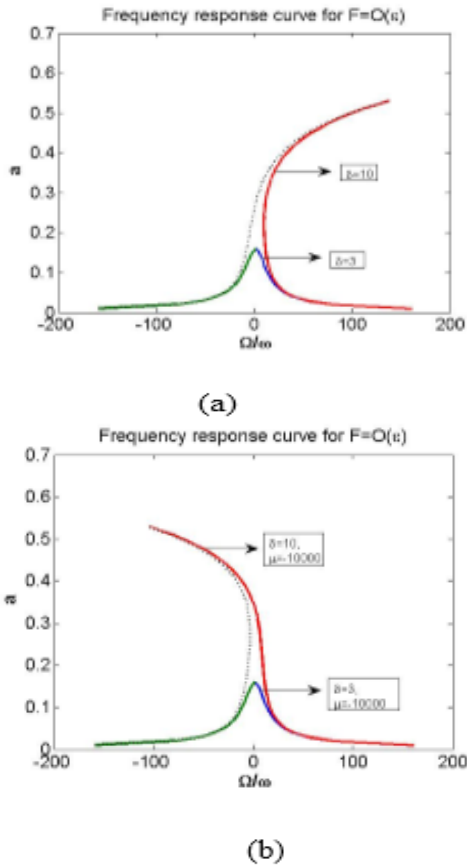 Frequency response curve for F=O(ε)
0.7
0.6
0.5
0.4
0.3
0.2
0.1
0
a
-200 -100 0 100 200
Ω/ω
δ=10
δ=3
(a)
Frequency response curve for F=O(ε)
0.7
0.6
0.5
0.4
0.3
0.2
0.1
0
a
-200 -100 0 100 200
Ω/ω
δ=10,
μ=-10000
δ=3,
μ=-10000
(b)